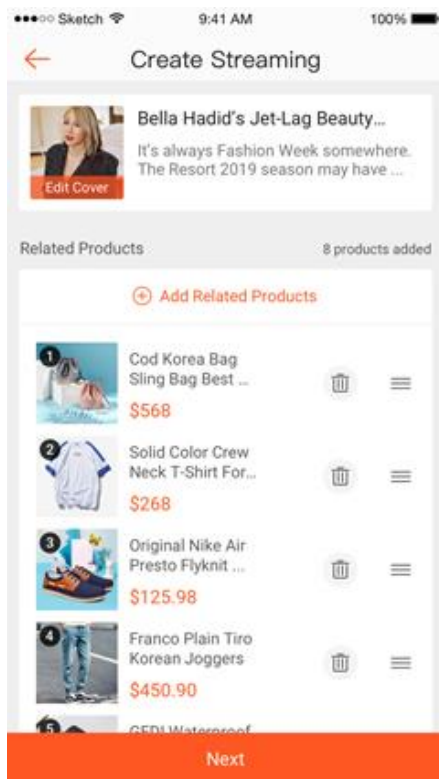 Sketch 9:41 AM 100%
Create Streaming
Bella Hadid's Jet-Lag Beauty...
It's always Fashion Week somewhere.
The Resort 2019 season may have ...
Edit Cover
Related Products 8 products added
Add Related Products
1
Cod Korea Bag
Sling Bag Best ...
$568
2
Solid Color Crew
Neck T-Shirt For...
$268
3
Original Nike Air
Presto Flyknit ...
$125.98
4
Franco Plain Tiro
Korean Joggers
$450.90
5
Next